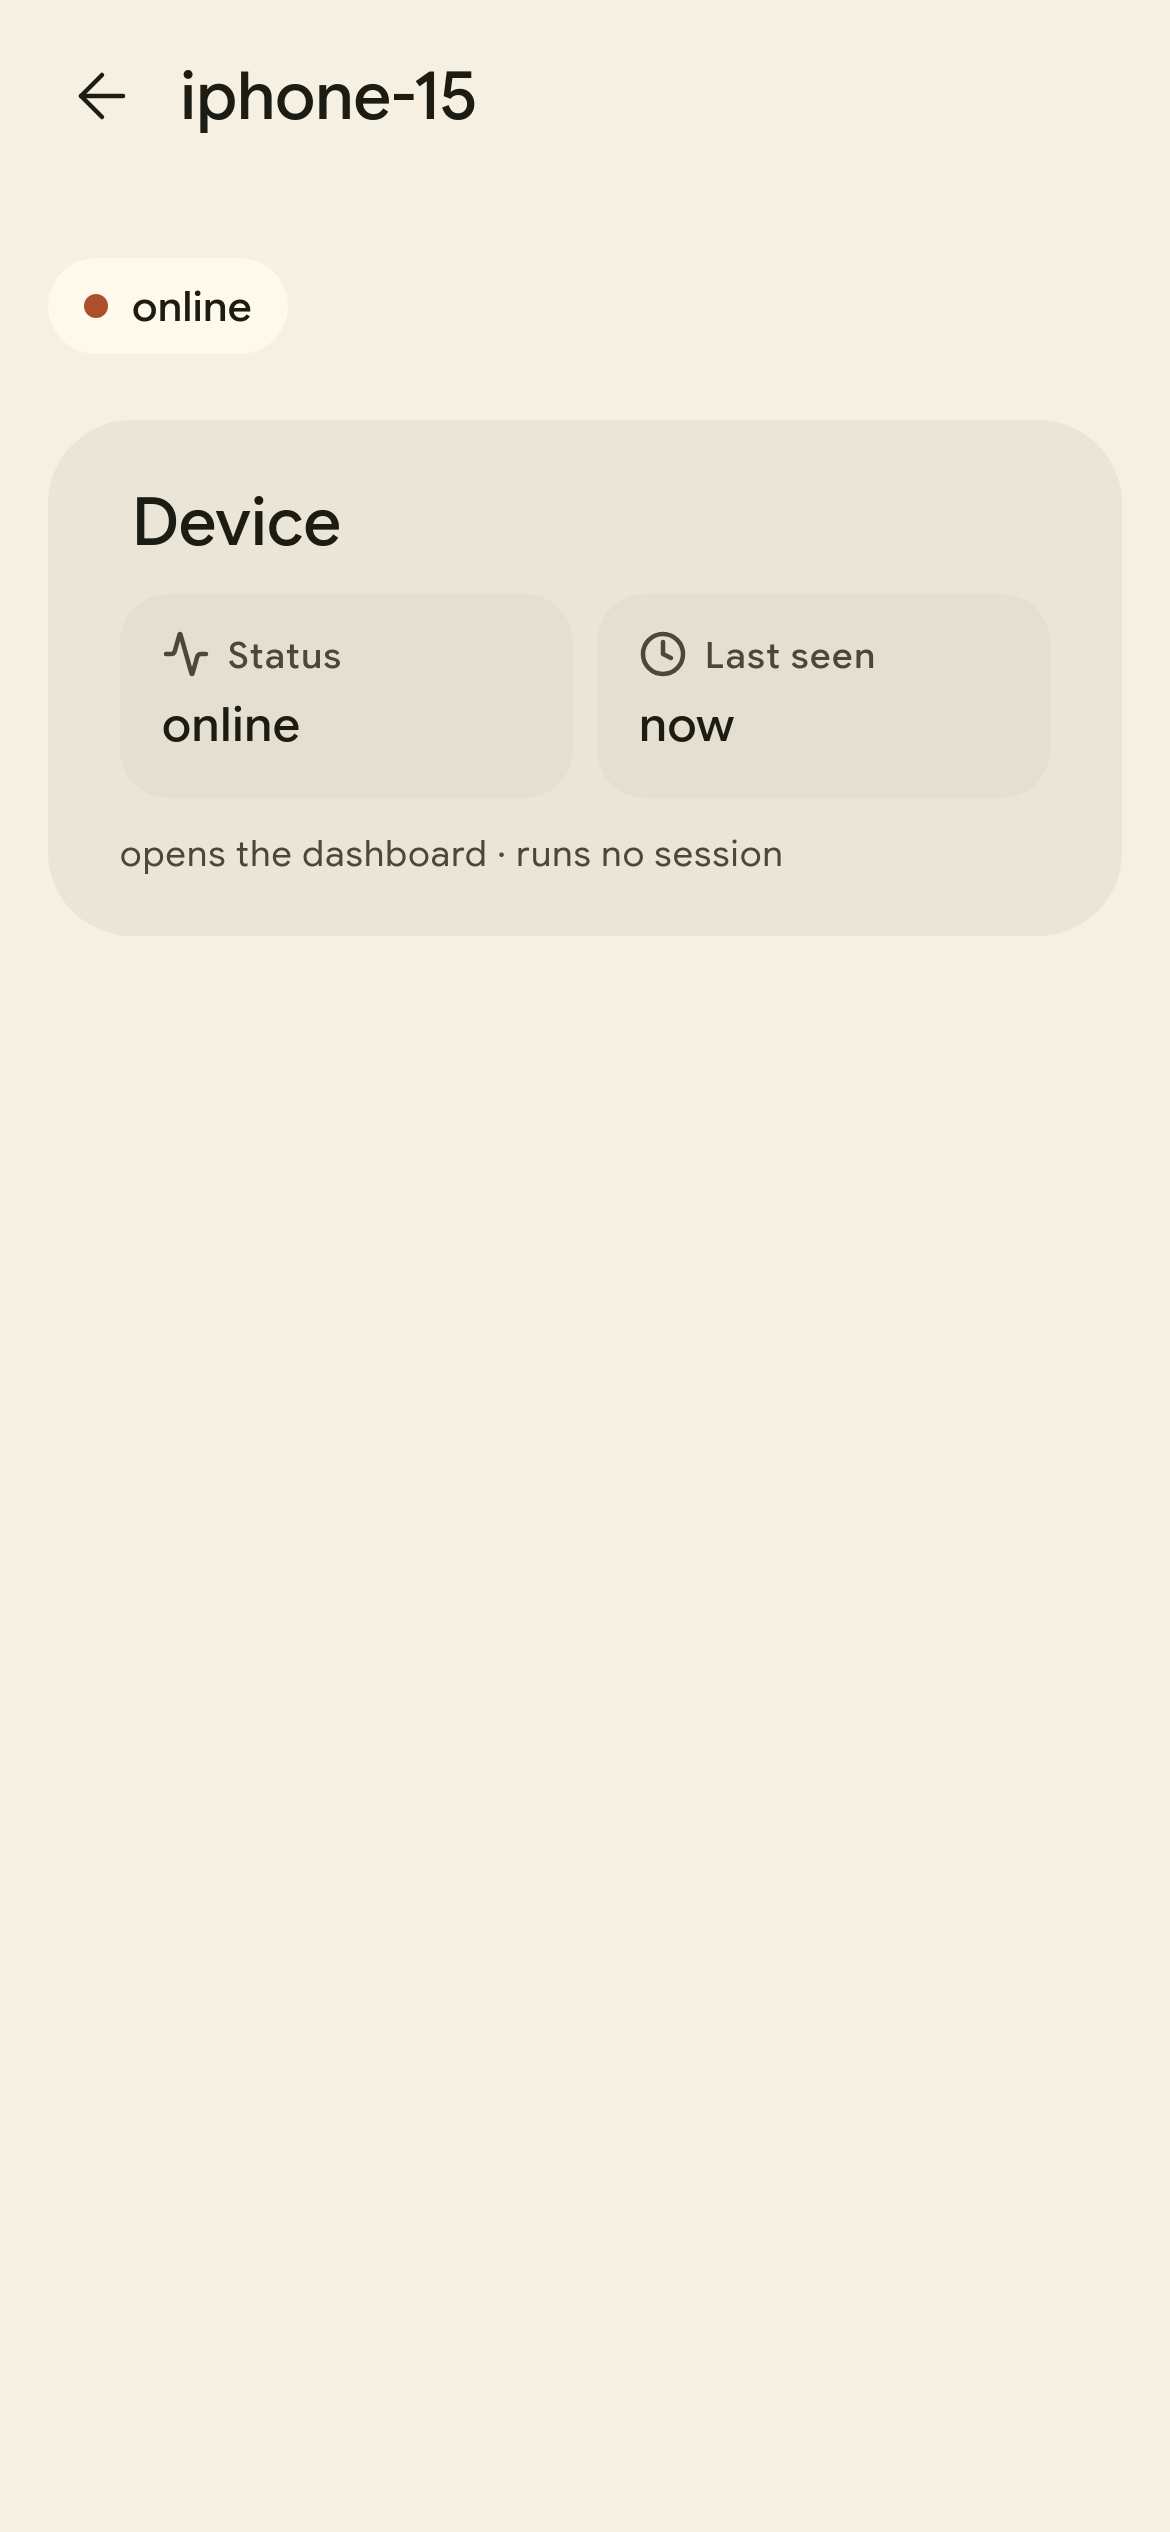 iphone-15
online
Device
Status
Last seen
online
now
opens the dashboard · runs no session